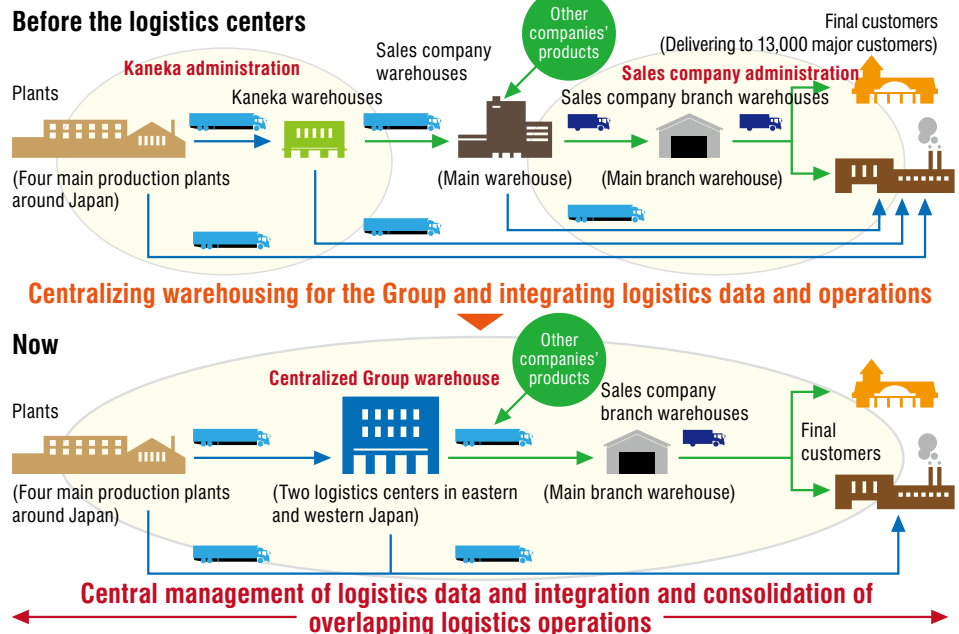 Before the logistics centers
Other
companies’
products
Final customers
(Delivering to 13,000 major customers)
Sales company
warehouses
Kaneka administration
Sales company administration
Plants
Kaneka warehouses
Sales company branch warehouses
(Four main production plants
around Japan)
(Main warehouse)
(Main branch warehouse)
Centralizing warehousing for the Group and integrating logistics data and operations
Now
Other
companies’
products
Centralized Group warehouse
Sales company
branch warehouses
Plants
Final
customers
(Four main production plants
around Japan)
(Two logistics centers in eastern
and western Japan)
(Main branch warehouse)
Central management of logistics data and integration and consolidation of
overlapping logistics operations